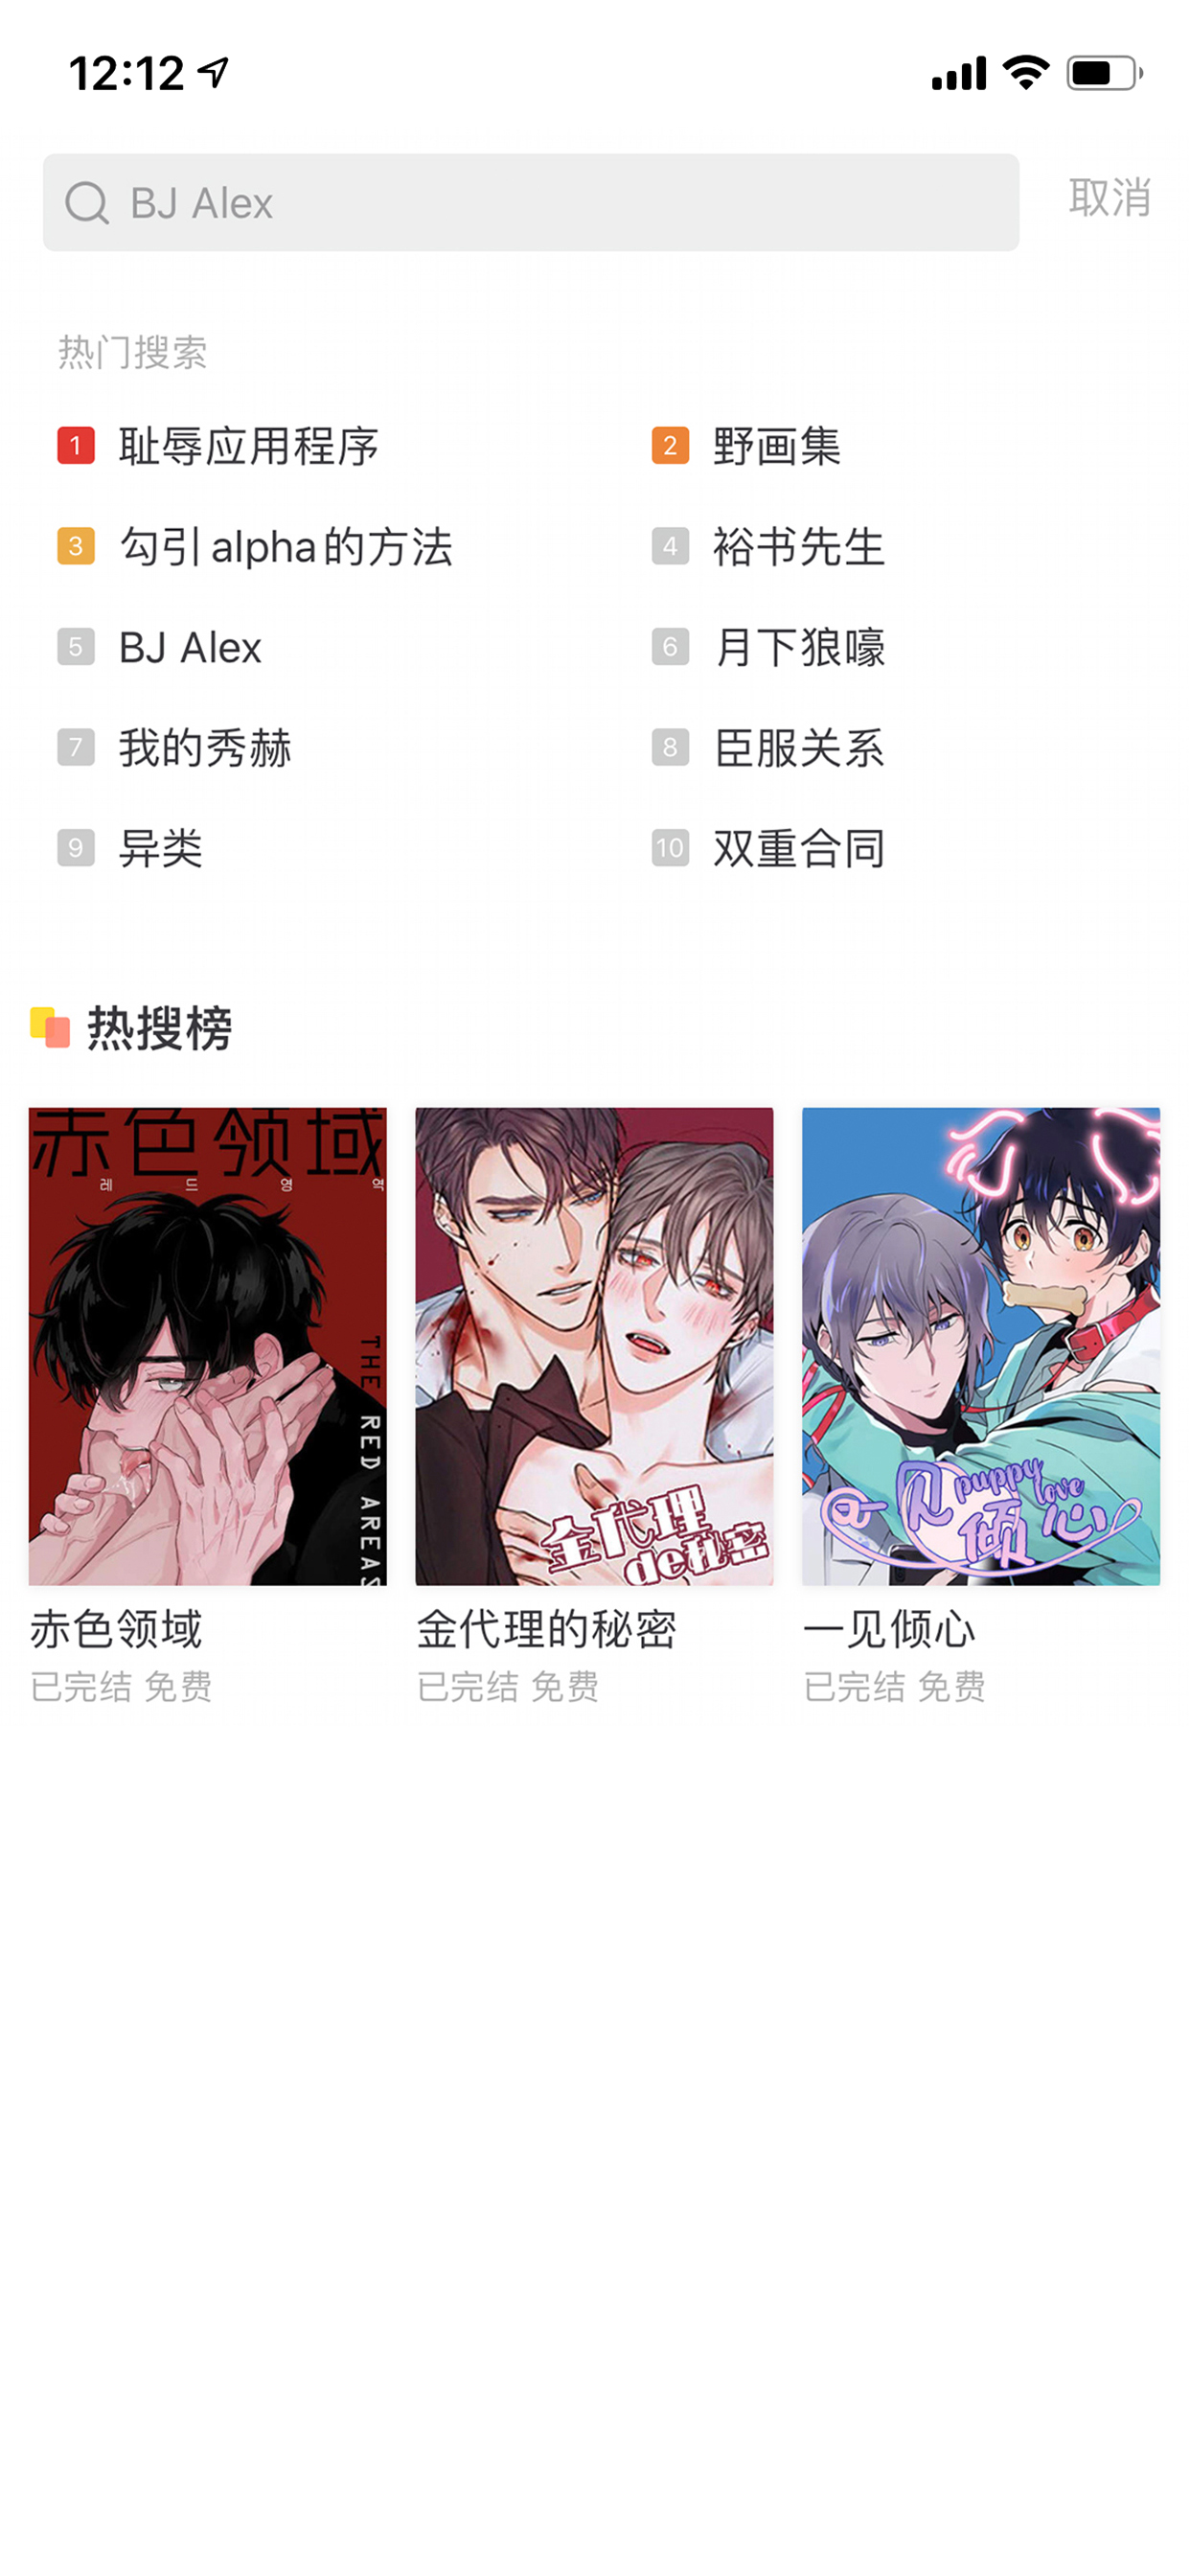 12:12
BJ Alex
取消
热门搜索
1 耻辱应用程序
2 野画集
3 勾引alpha的方法
4 裕书先生
5 BJ Alex
6 月下狼嚎
7 我的秀赫
8 臣服关系
9 异类
10 双重合同
热搜榜
赤色领域
레드영역
THE RED AREAS
金代理
de秘密
一见倾心
puppy love
赤色领域
金代理的秘密
一见倾心
已完结 免费
已完结 免费
已完结 免费